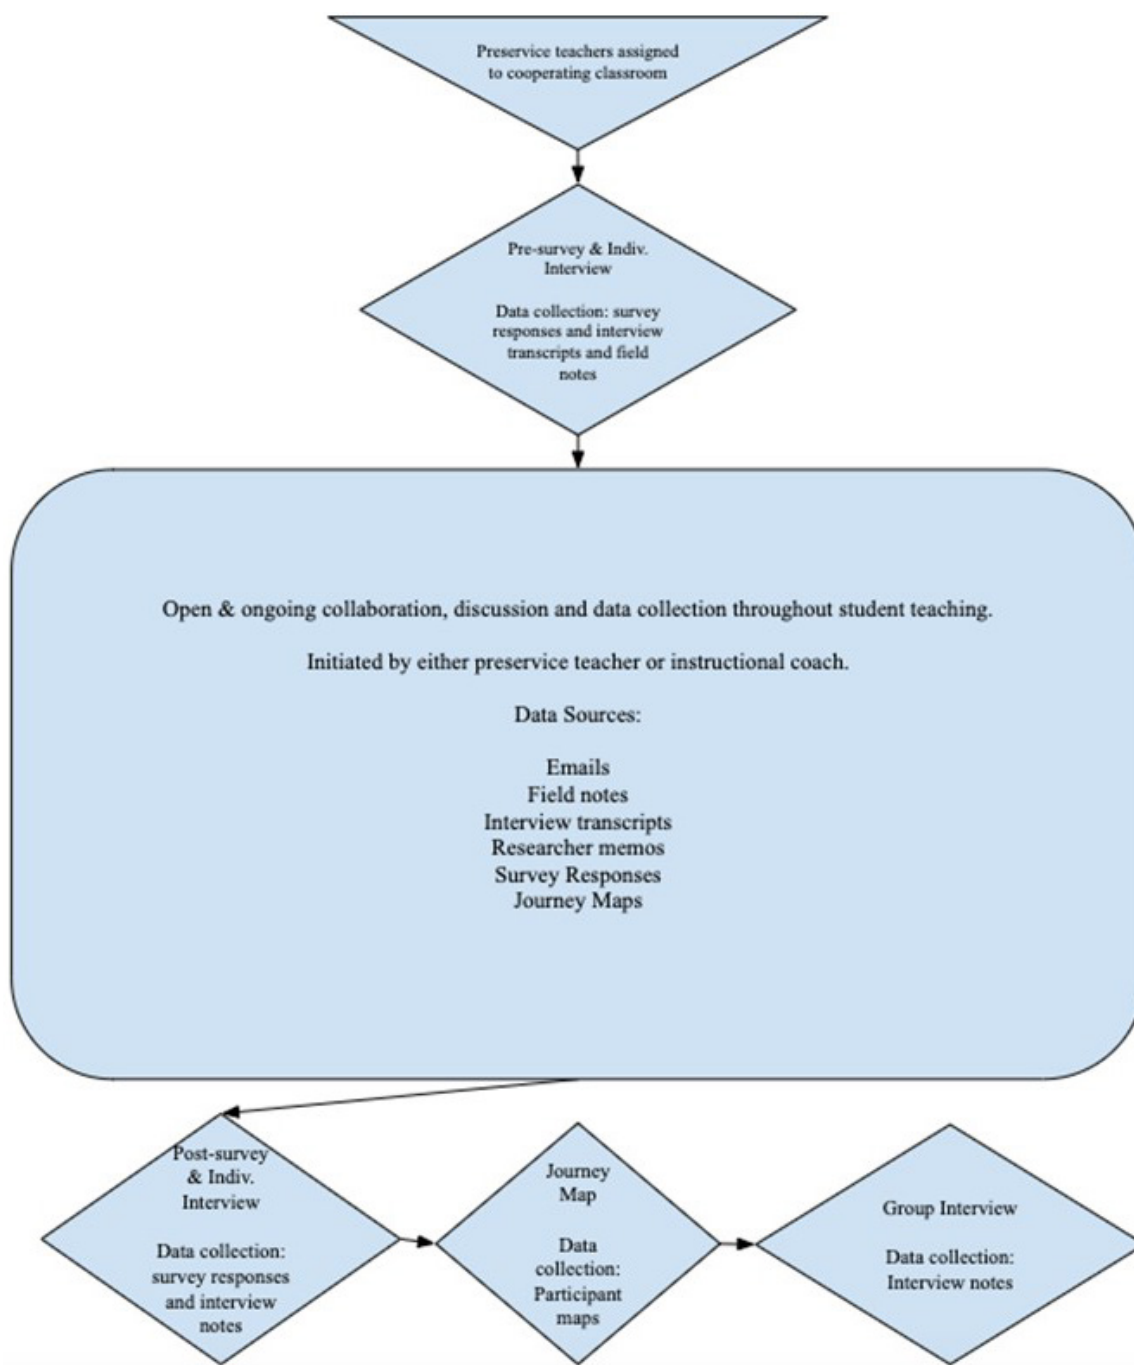 Preservice teachers assigned
to cooperating classroom
Pre-survey & Indiv.
Interview
Data collection: survey
responses and interview
transcripts and field
notes
Open & ongoing collaboration, discussion and data collection throughout student teaching.
Initiated by either preservice teacher or instructional coach.
Data Sources:
Emails
Field notes
Interview transcripts
Researcher memos
Survey Responses
Journey Maps
Post-survey
& Indiv.
Interview
Data collection:
survey responses
and interview
notes
Journey
Map
Data
collection:
Participant
maps
Group Interview
Data collection:
Interview notes